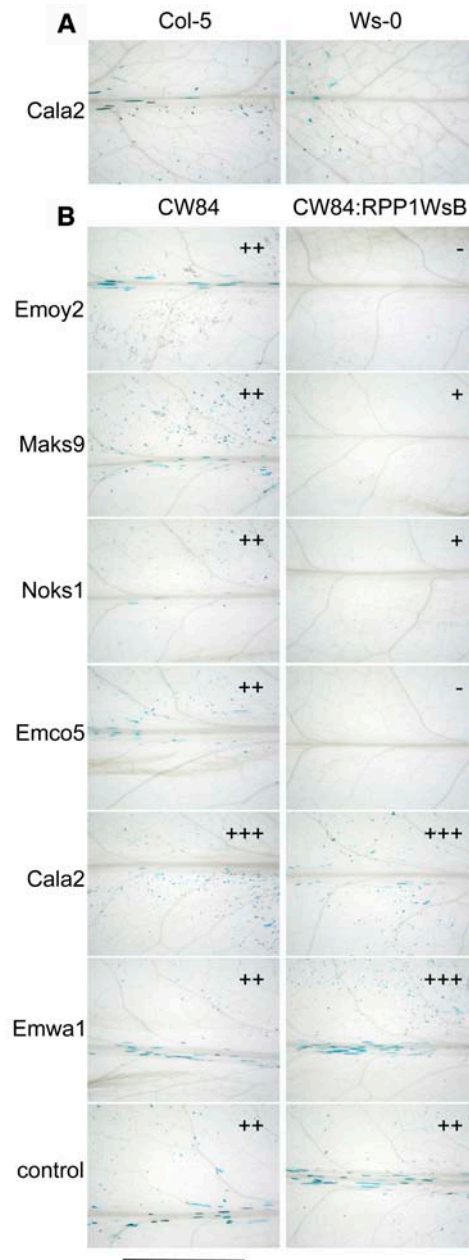 A Col-5 Ws-0
Cala2
B CW84 CW84:RPP1WsB
Emoy2 ++ -
Maks9 ++ +
Noks1 ++ +
Emco5 ++ -
Cala2 +++ +++
Emwa1 ++ +++
control ++ ++